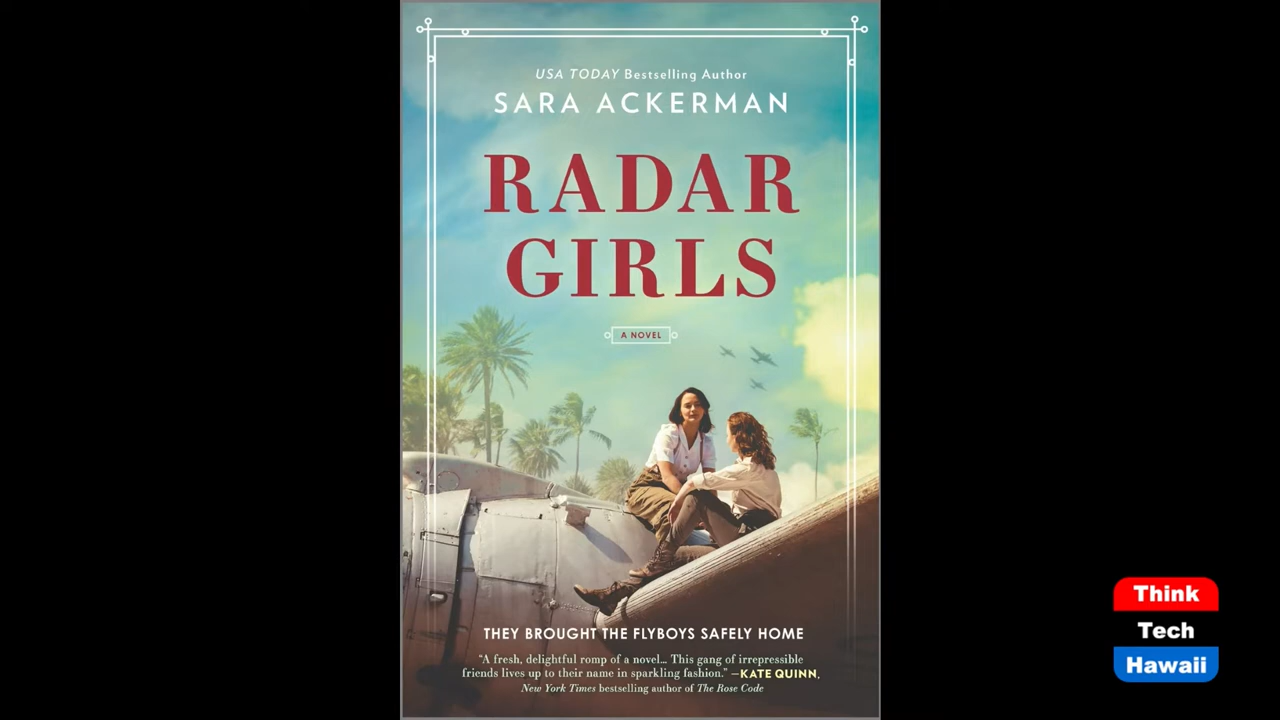 USA TODAY Bestselling Author
SARA ACKERMAN
RADAR
GIRLS
A NOVEL
THEY BROUGHT THE FLYBOYS SAFELY HOME
“A fresh, delightful romp of a novel... This gang of irrepressible
friends lives up to their name in sparkling fashion.” —KATE QUINN,
New York Times bestselling author of The Rose Code
Think
Tech
Hawaii